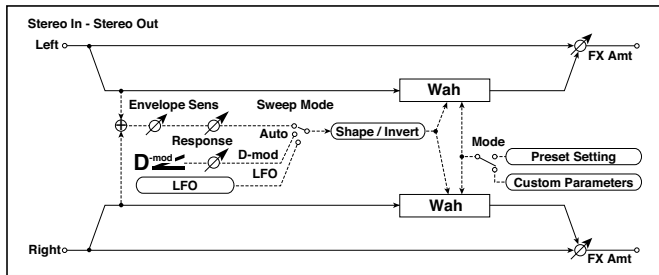 Stereo In - Stereo Out
Left
FX Amt
Wah
Envelope Sens
Sweep Mode
Auto
Response
Shape / Invert
Mode
D-mod
D-mod
Preset Setting
LFO
LFO
Custom Parameters
Wah
Right
FX Amt